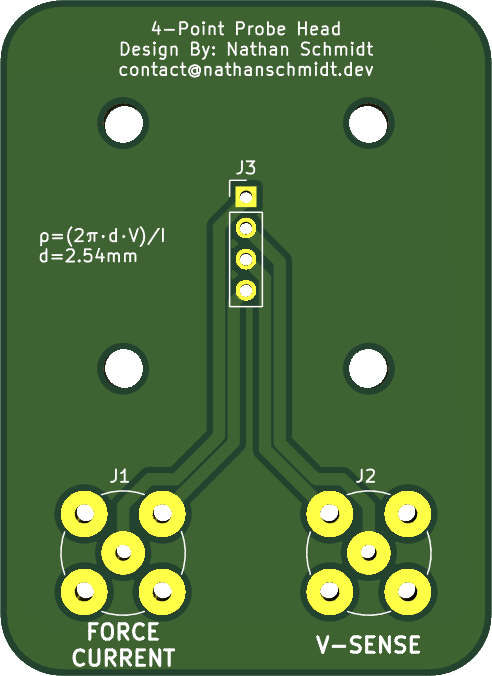 4-Point Probe Head
Design By: Nathan Schmidt
contact@nathanschmidt.dev
J3
ρ=(2π·d·V)/I
d=2.54mm
J1
J2
FORCE
CURRENT
V-SENSE